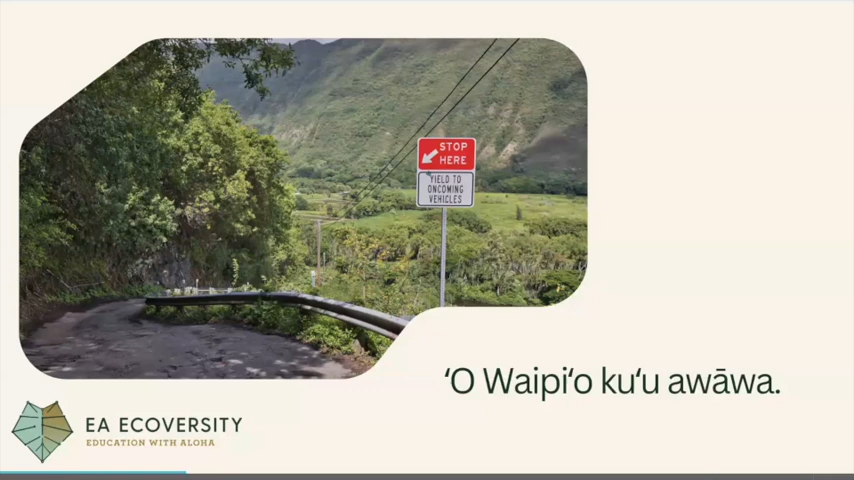 STOP
HERE
YIELD TO
ONCOMING
VEHICLES
ʻO Waipiʻo kuʻu awāwa.
EA ECOVERSITY
EDUCATION WITH ALOHA